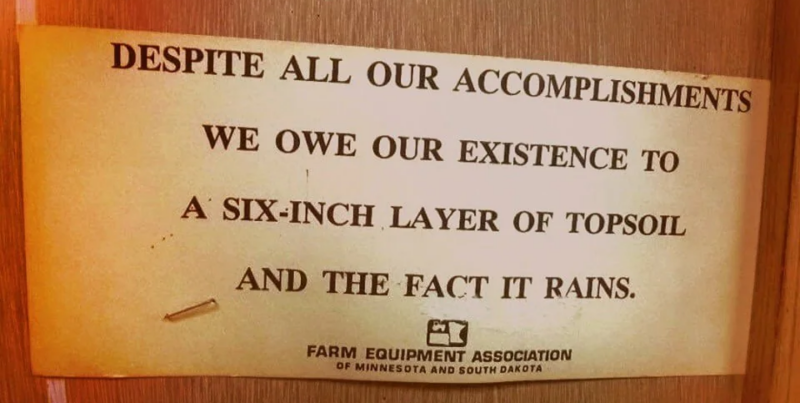 DESPITE ALL OUR ACCOMPLISHMENTS
WE OWE OUR EXISTENCE TO
A SIX-INCH LAYER OF TOPSOIL
AND THE FACT IT RAINS.
FARM EQUIPMENT ASSOCIATION
OF MINNESOTA AND SOUTH DAKOTA